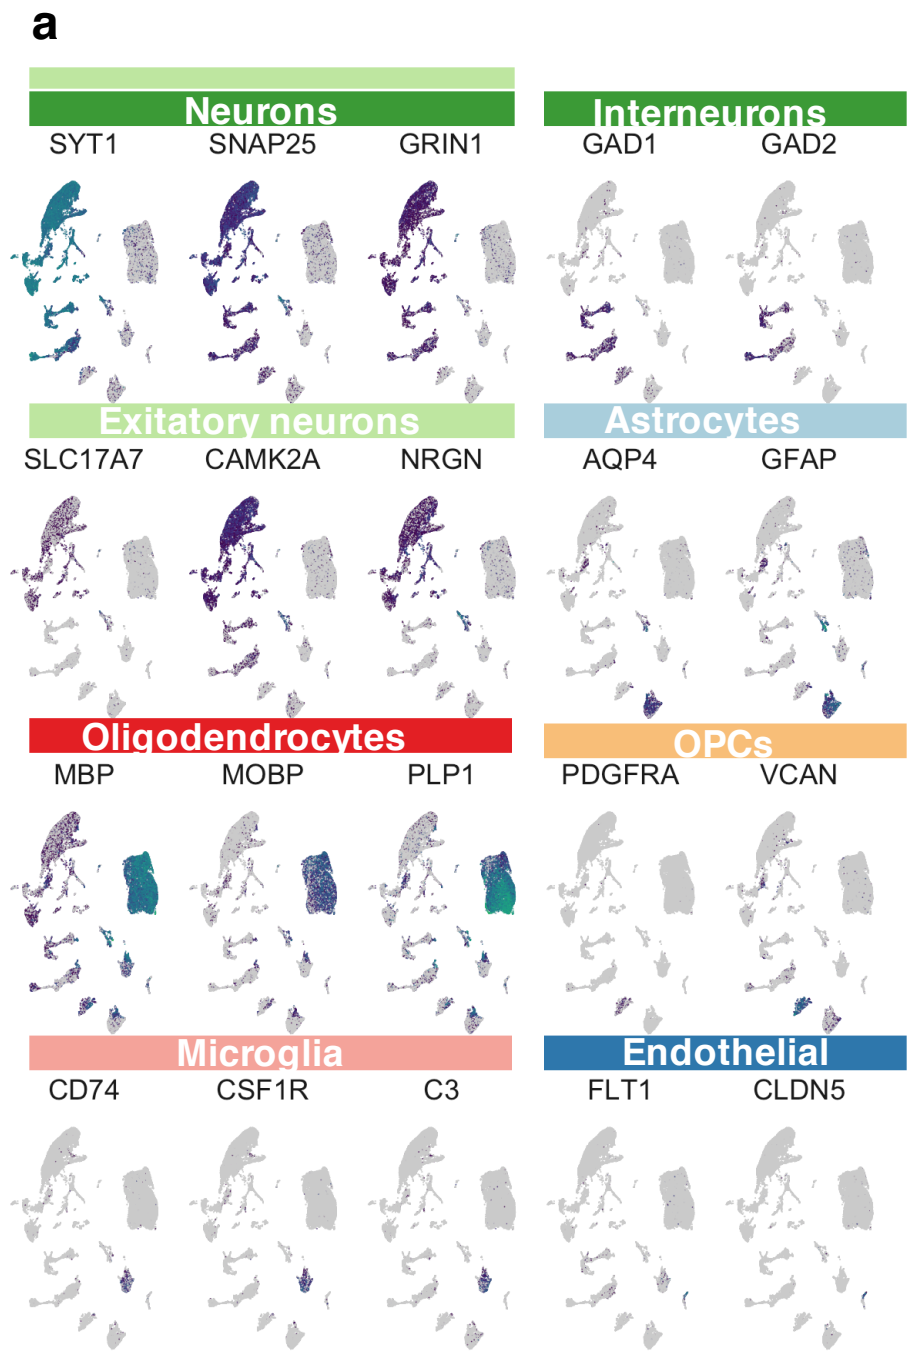 a
Neurons
Interneurons
SYT1 SNAP25 GRIN1 GAD1 GAD2
Exitatory neurons
Astrocytes
SLC17A7 CAMK2A NRGN AQP4 GFAP
Oligodendrocytes
OPCs
MBP MOBP PLP1 PDGFRA VCAN
Microglia
Endothelial
CD74 CSF1R C3 FLT1 CLDN5